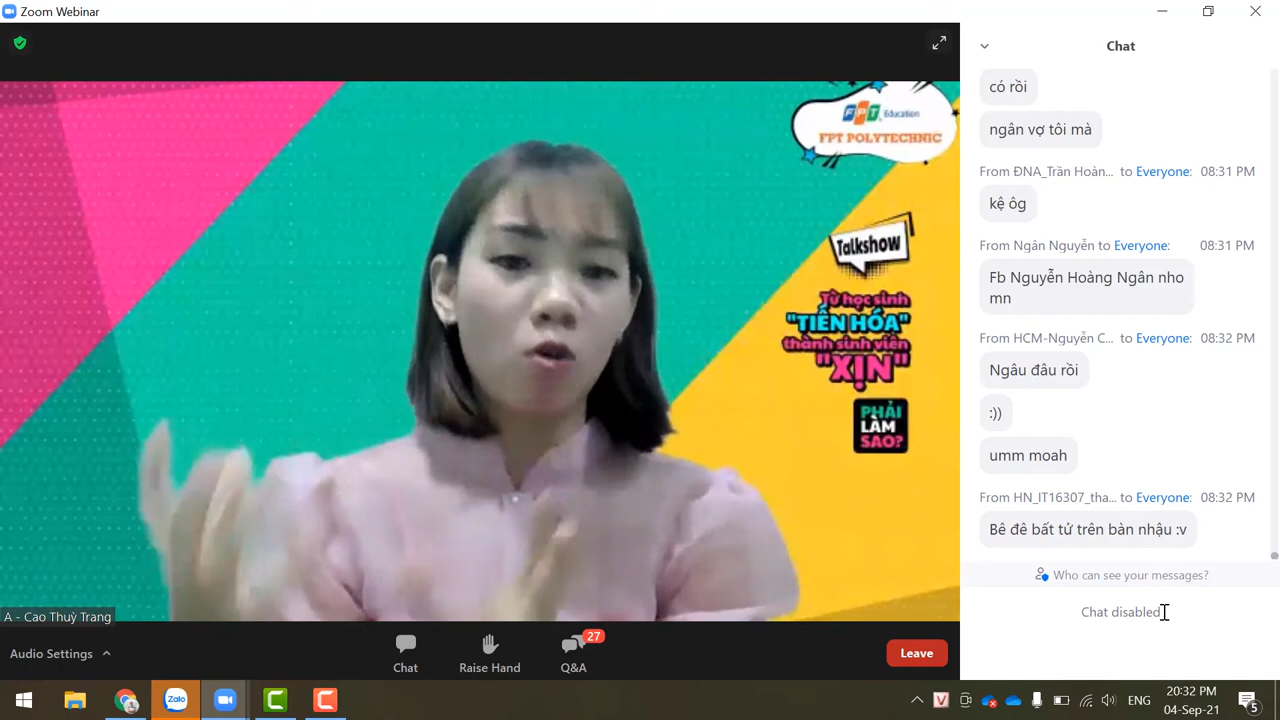 Zoom Webinar
FPT Education
FPT POLYTECHNIC
Talkshow
Từ học sinh
"TIẾN HÓA"
thành sinh viên
"XỊN"
PHẢI
LÀM
SAO?
A - Cao Thuỳ Trang
Audio Settings
Chat
Raise Hand
27
Q&A
Leave
Chat
có rồi
ngân vợ tôi mà
From ĐNA_Trần Hoàn... to Everyone: 08:31 PM
kệ ôg
From Ngân Nguyễn to Everyone: 08:31 PM
Fb Nguyễn Hoàng Ngân nho
mn
From HCM-Nguyễn C... to Everyone: 08:32 PM
Ngâu đâu rồi
:))
umm moah
From HN_IT16307_tha... to Everyone: 08:32 PM
Bê đê bất tử trên bàn nhậu :v
Who can see your messages?
Chat disabled
Zalo
ENG
20:32 PM
04-Sep-21
5